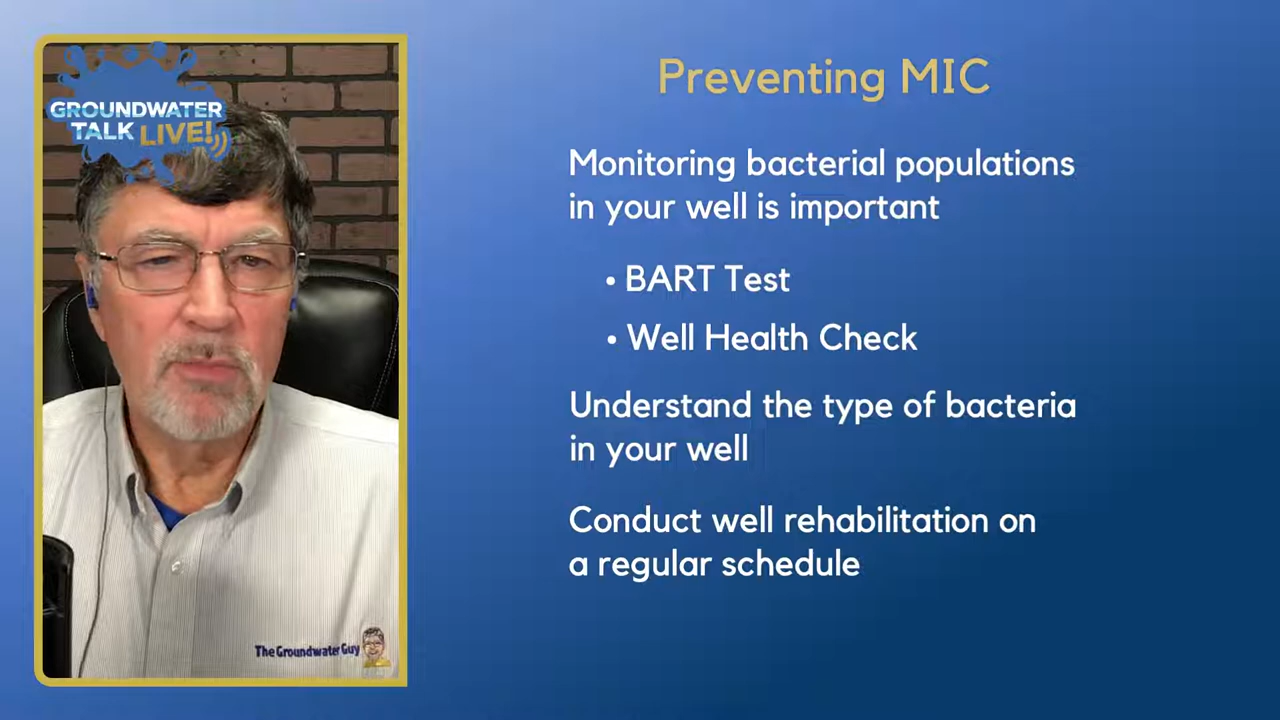 GROUNDWATER
TALK LIVE!
The Groundwater Guy
Preventing MIC
Monitoring bacterial populations
in your well is important
• BART Test
• Well Health Check
Understand the type of bacteria
in your well
Conduct well rehabilitation on
a regular schedule